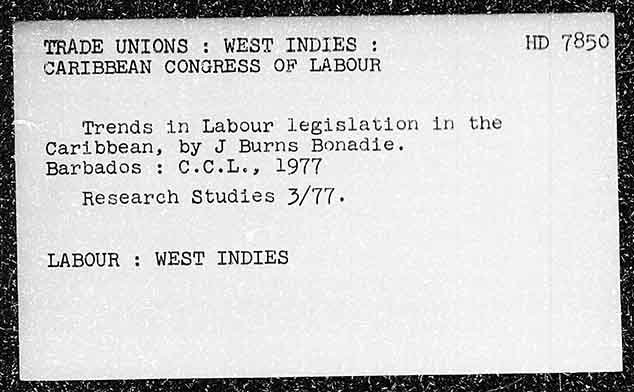 TRADE UNIONS : WEST INDIES :
CARIBBEAN CONGRESS OF LABOUR
HD 7850
Trends in Labour legislation in the
Caribbean, by J Burns Bonadie.
Barbados : C.C.L., 1977
Research Studies 3/77.
LABOUR : WEST INDIES